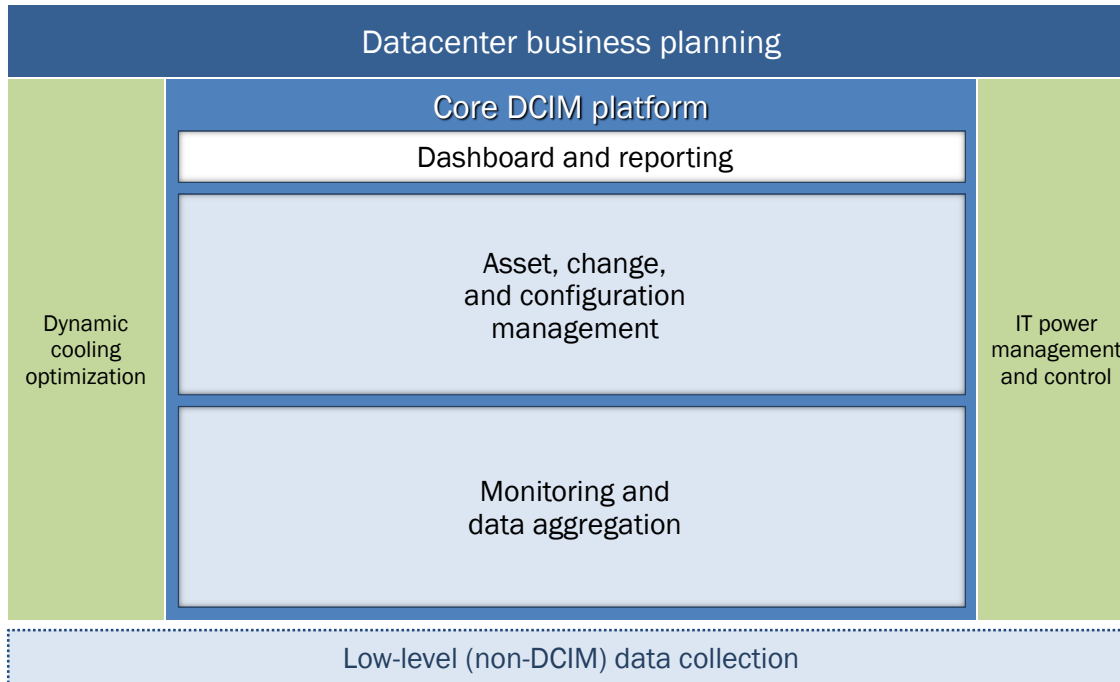 Datacenter business planning
Core DCIM platform
Dashboard and reporting
Asset, change,
and configuration
management
Dynamic
cooling
optimization
IT power
management
and control
Monitoring and
data aggregation
Low-level (non-DCIM) data collection